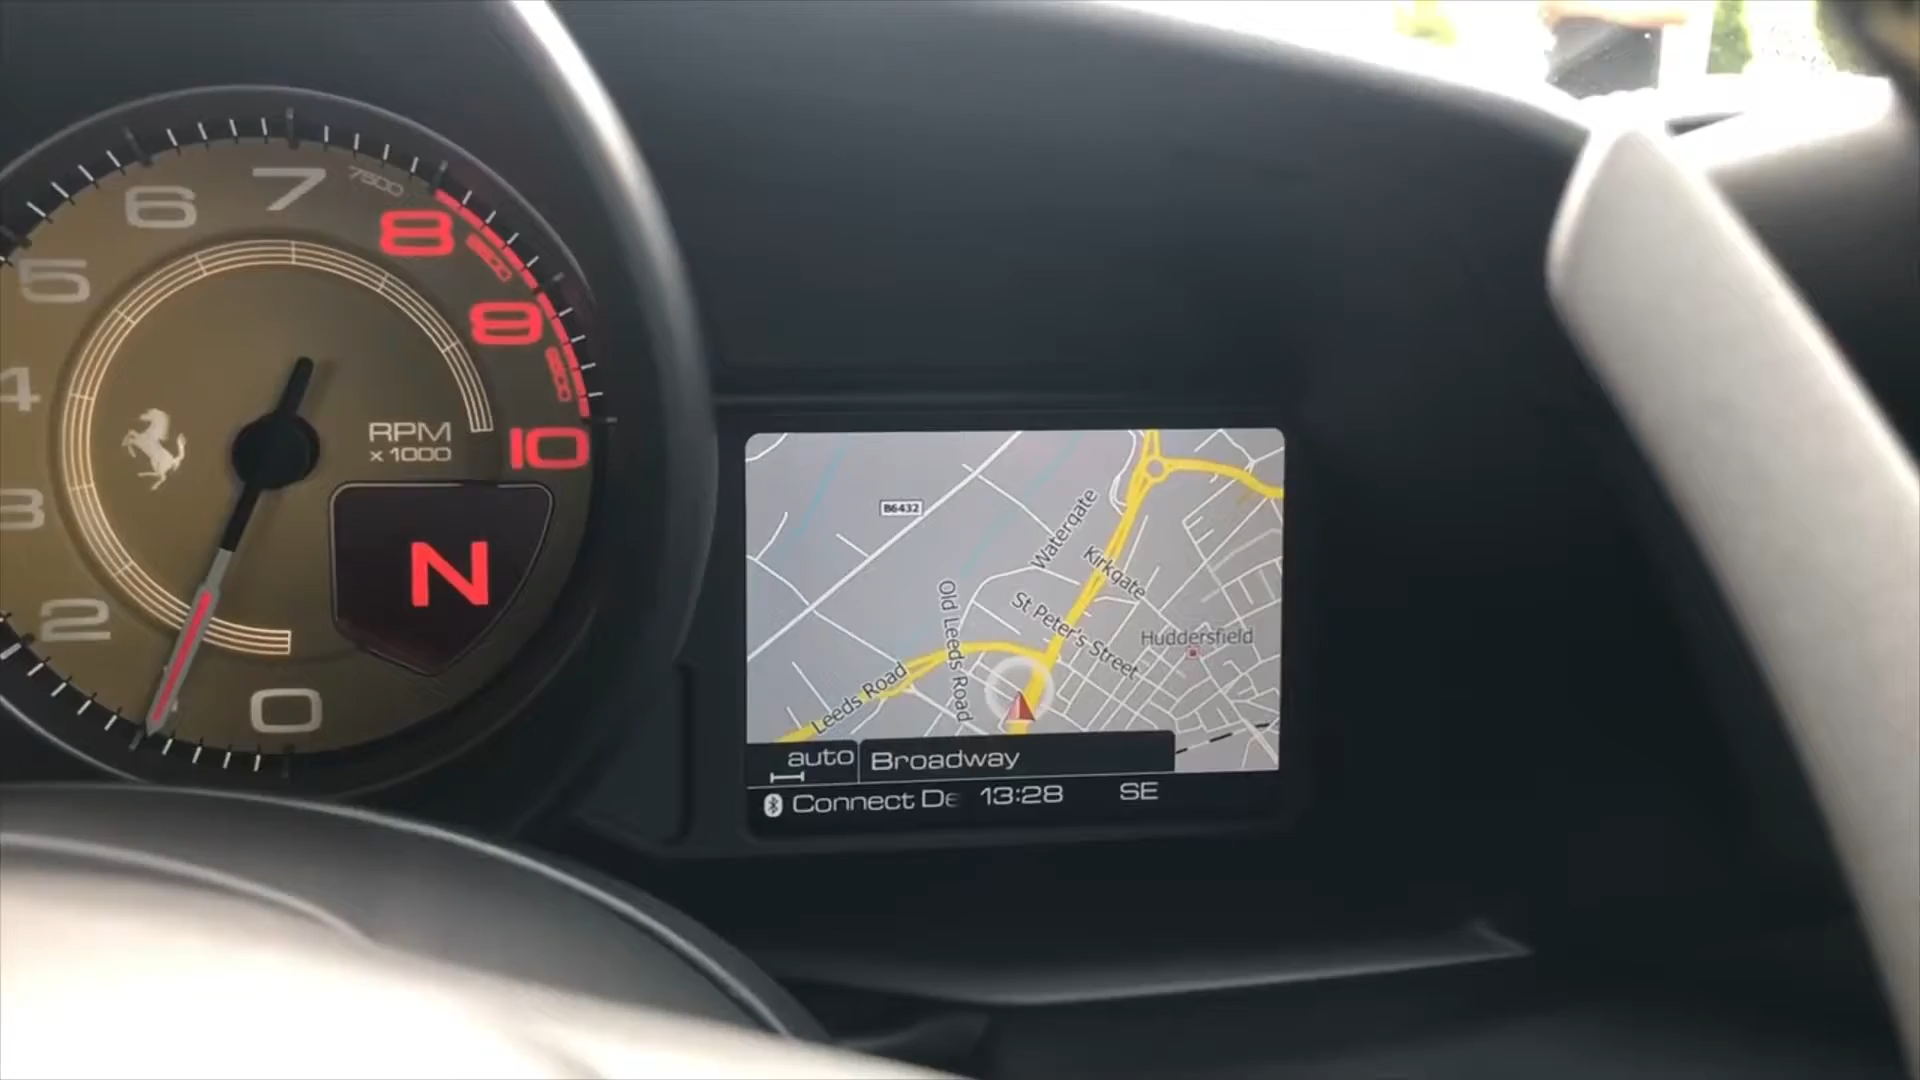 7
7500
6
8
5
9
4
RPM
x 1000
10
3
N
2
0
B6432
Watergate
Kirkgate
Old Leeds Road
St Peter's Street
Huddersfield
Leeds Road
auto
Broadway
Connect De
13:28
SE